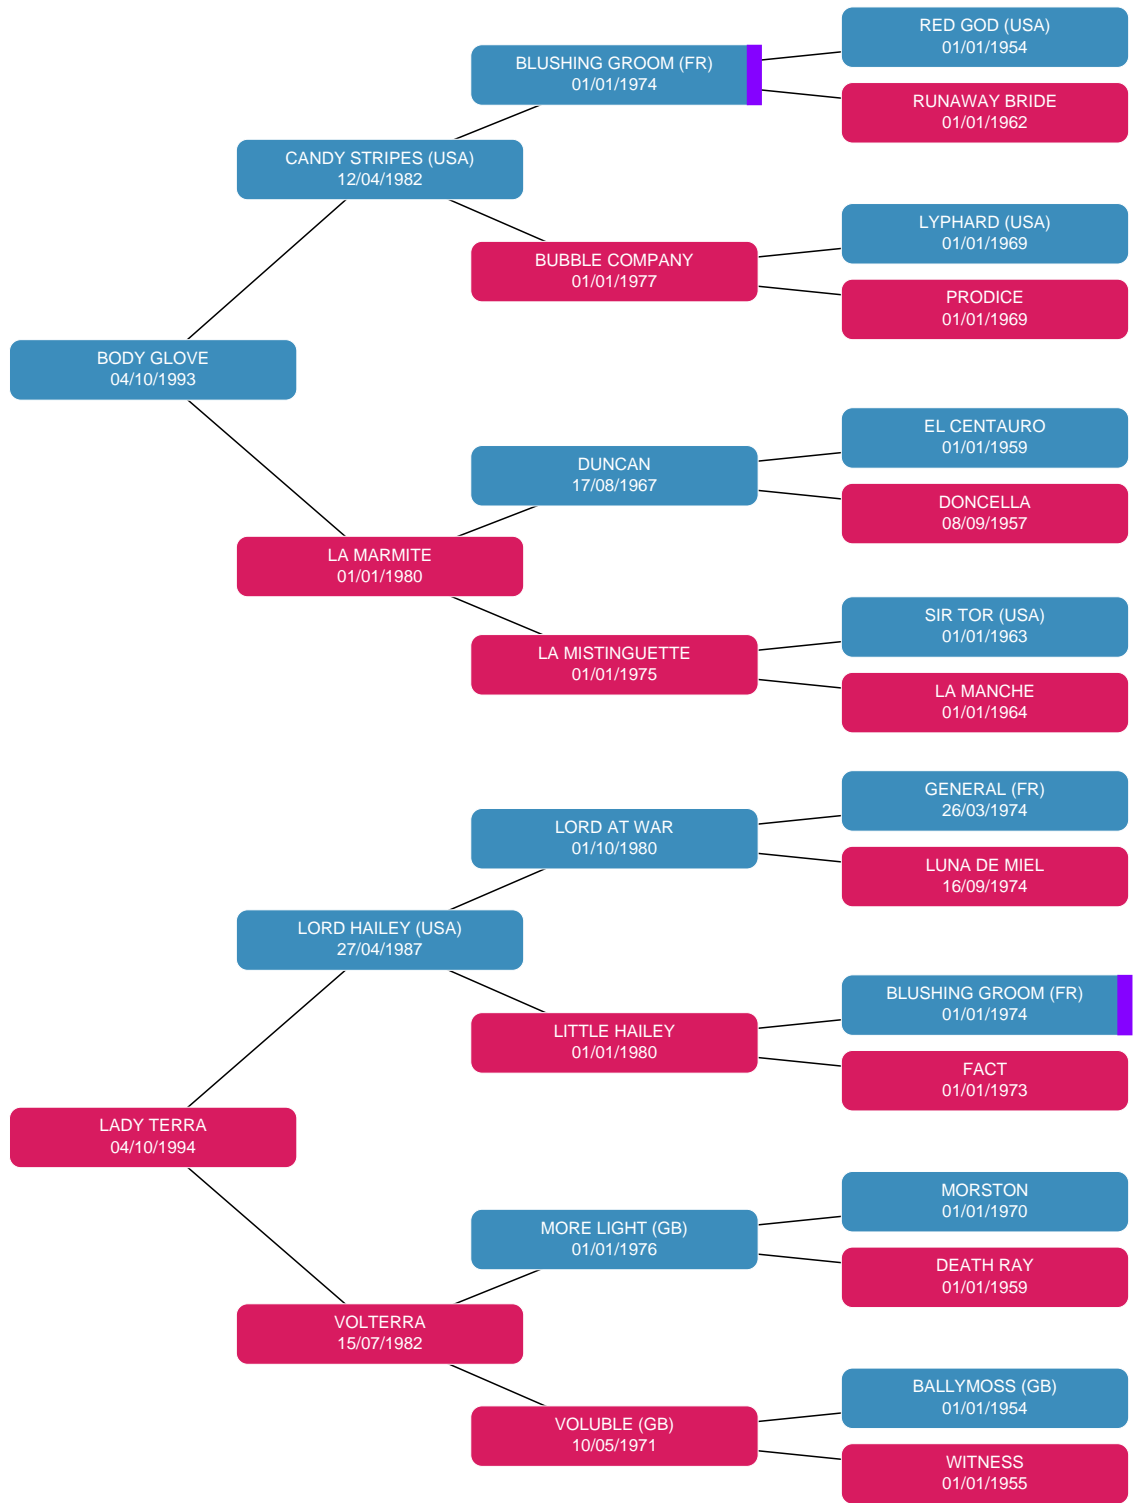 RED GOD (USA)
01/01/1954
BLUSHING GROOM (FR)
01/01/1974
RUNAWAY BRIDE
01/01/1962
CANDY STRIPES (USA)
12/04/1982
LYPHARD (USA)
01/01/1969
BUBBLE COMPANY
01/01/1977
PRODICE
01/01/1969
BODY GLOVE
04/10/1993
EL CENTAURO
01/01/1959
DUNCAN
17/08/1967
DONCELLA
08/09/1957
LA MARMITE
01/01/1980
SIR TOR (USA)
01/01/1963
LA MISTINGUETTE
01/01/1975
LA MANCHE
01/01/1964
GENERAL (FR)
26/03/1974
LORD AT WAR
01/10/1980
LUNA DE MIEL
16/09/1974
LORD HAILEY (USA)
27/04/1987
BLUSHING GROOM (FR)
01/01/1974
LITTLE HAILEY
01/01/1980
FACT
01/01/1973
LADY TERRA
04/10/1994
MORSTON
01/01/1970
MORE LIGHT (GB)
01/01/1976
DEATH RAY
01/01/1959
VOLTERRA
15/07/1982
BALLYMOSS (GB)
01/01/1954
VOLUBLE (GB)
10/05/1971
WITNESS
01/01/1955